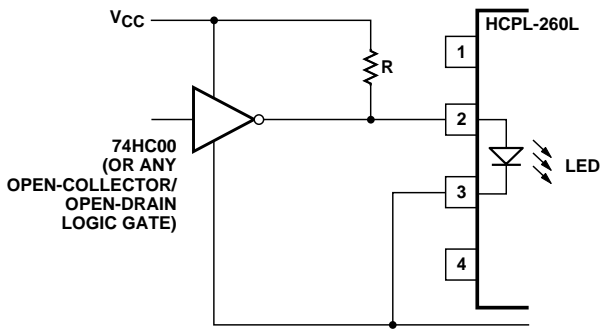 VCC
HCPL-260L
1
R
2
74HC00
(OR ANY
OPEN-COLLECTOR/
OPEN-DRAIN
LOGIC GATE)
LED
3
4